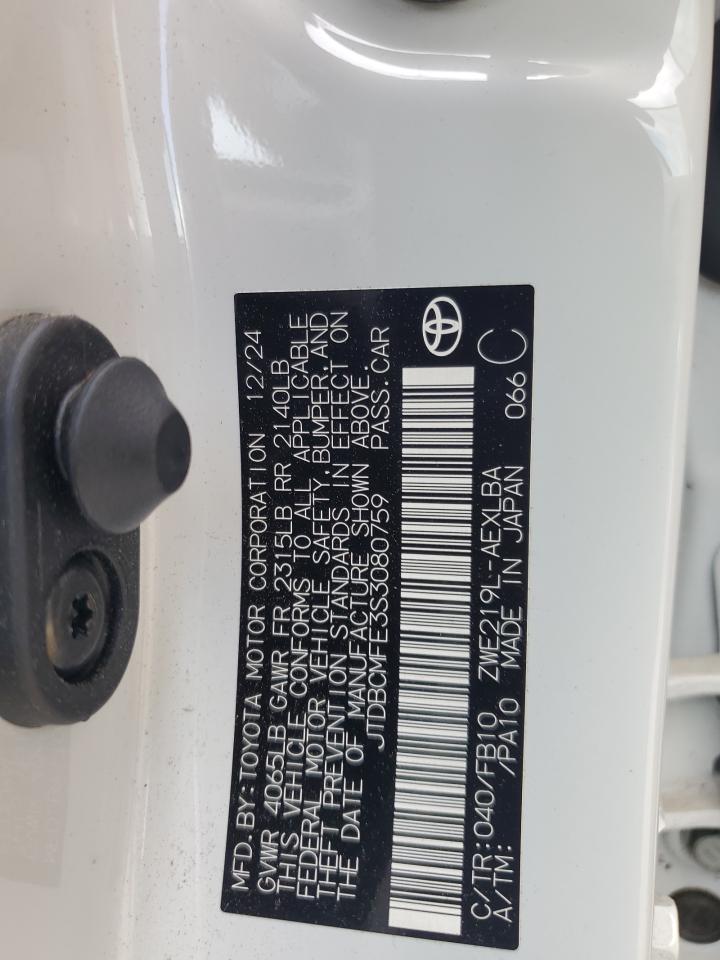 MFD. BY: TOYOTA MOTOR CORPORATION 12/24
GVWR 4065LB GAWR FR 2315LB RR 2140LB
THIS VEHICLE CONFORMS TO ALL APPLICABLE
FEDERAL MOTOR VEHICLE SAFETY, BUMPER, AND
THEFT PREVENTION STANDARDS IN EFFECT ON
THE DATE OF MANUFACTURE SHOWN ABOVE.
JTDBCMFE3S3080759 PASS. CAR
C/TR: 040/FB10 ZWE219L-AEXLBA 066 C
A/TM: /PA10 MADE IN JAPAN